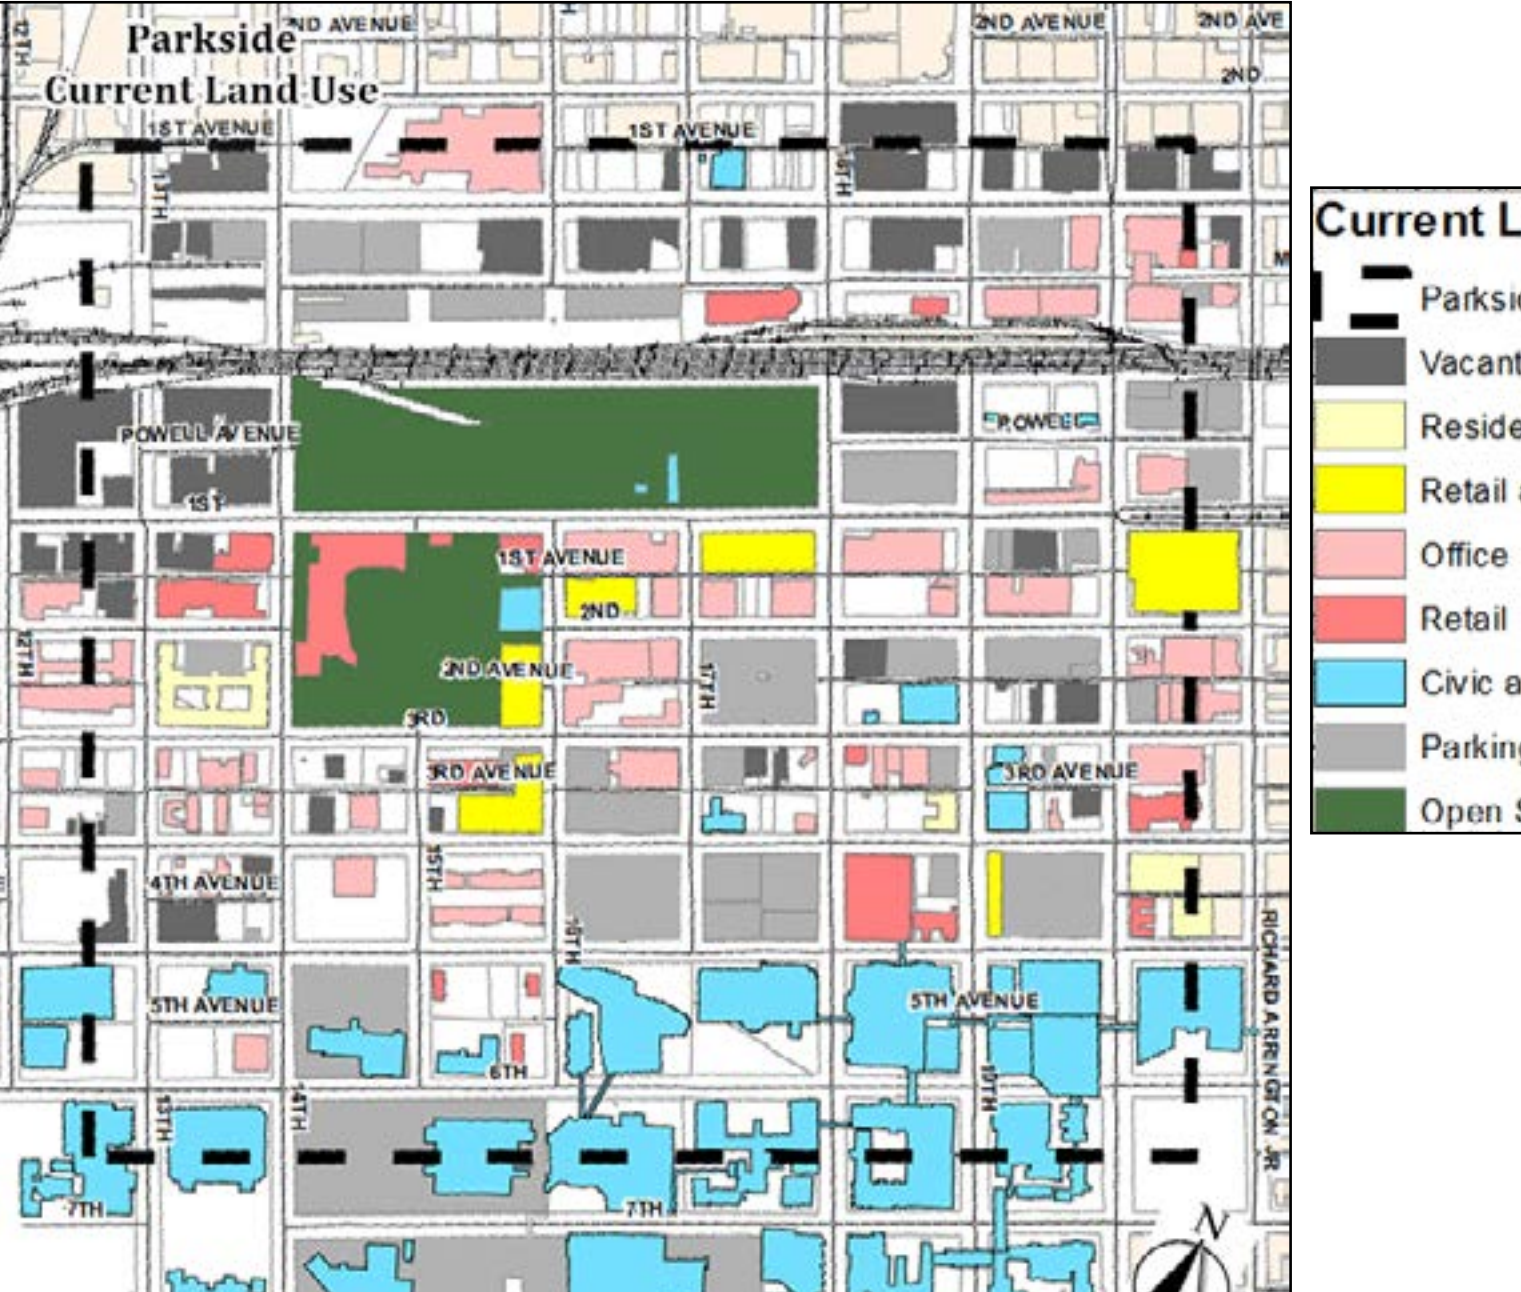 12TH
ND AVENUE
2ND AVENUE
2ND AVE
Parkside
Current Land Use
2ND
1ST AVENUE
1ST AVENUE
13TH
18TH
M
POWELL AVENUE
POWELL
1ST
1ST AVENUE
2ND
12TH
2ND AVENUE
17TH
3RD
3RD AVENUE
3RD AVENUE
15TH
4TH AVENUE
16TH
RICHARD ARRINGTON JR
5TH AVENUE
5TH AVENUE
6TH
19TH
13TH
14TH
7TH
7TH
N
Current L
Parksi
Vacant
Reside
Retail a
Office
Retail
Civic a
Parking
Open S